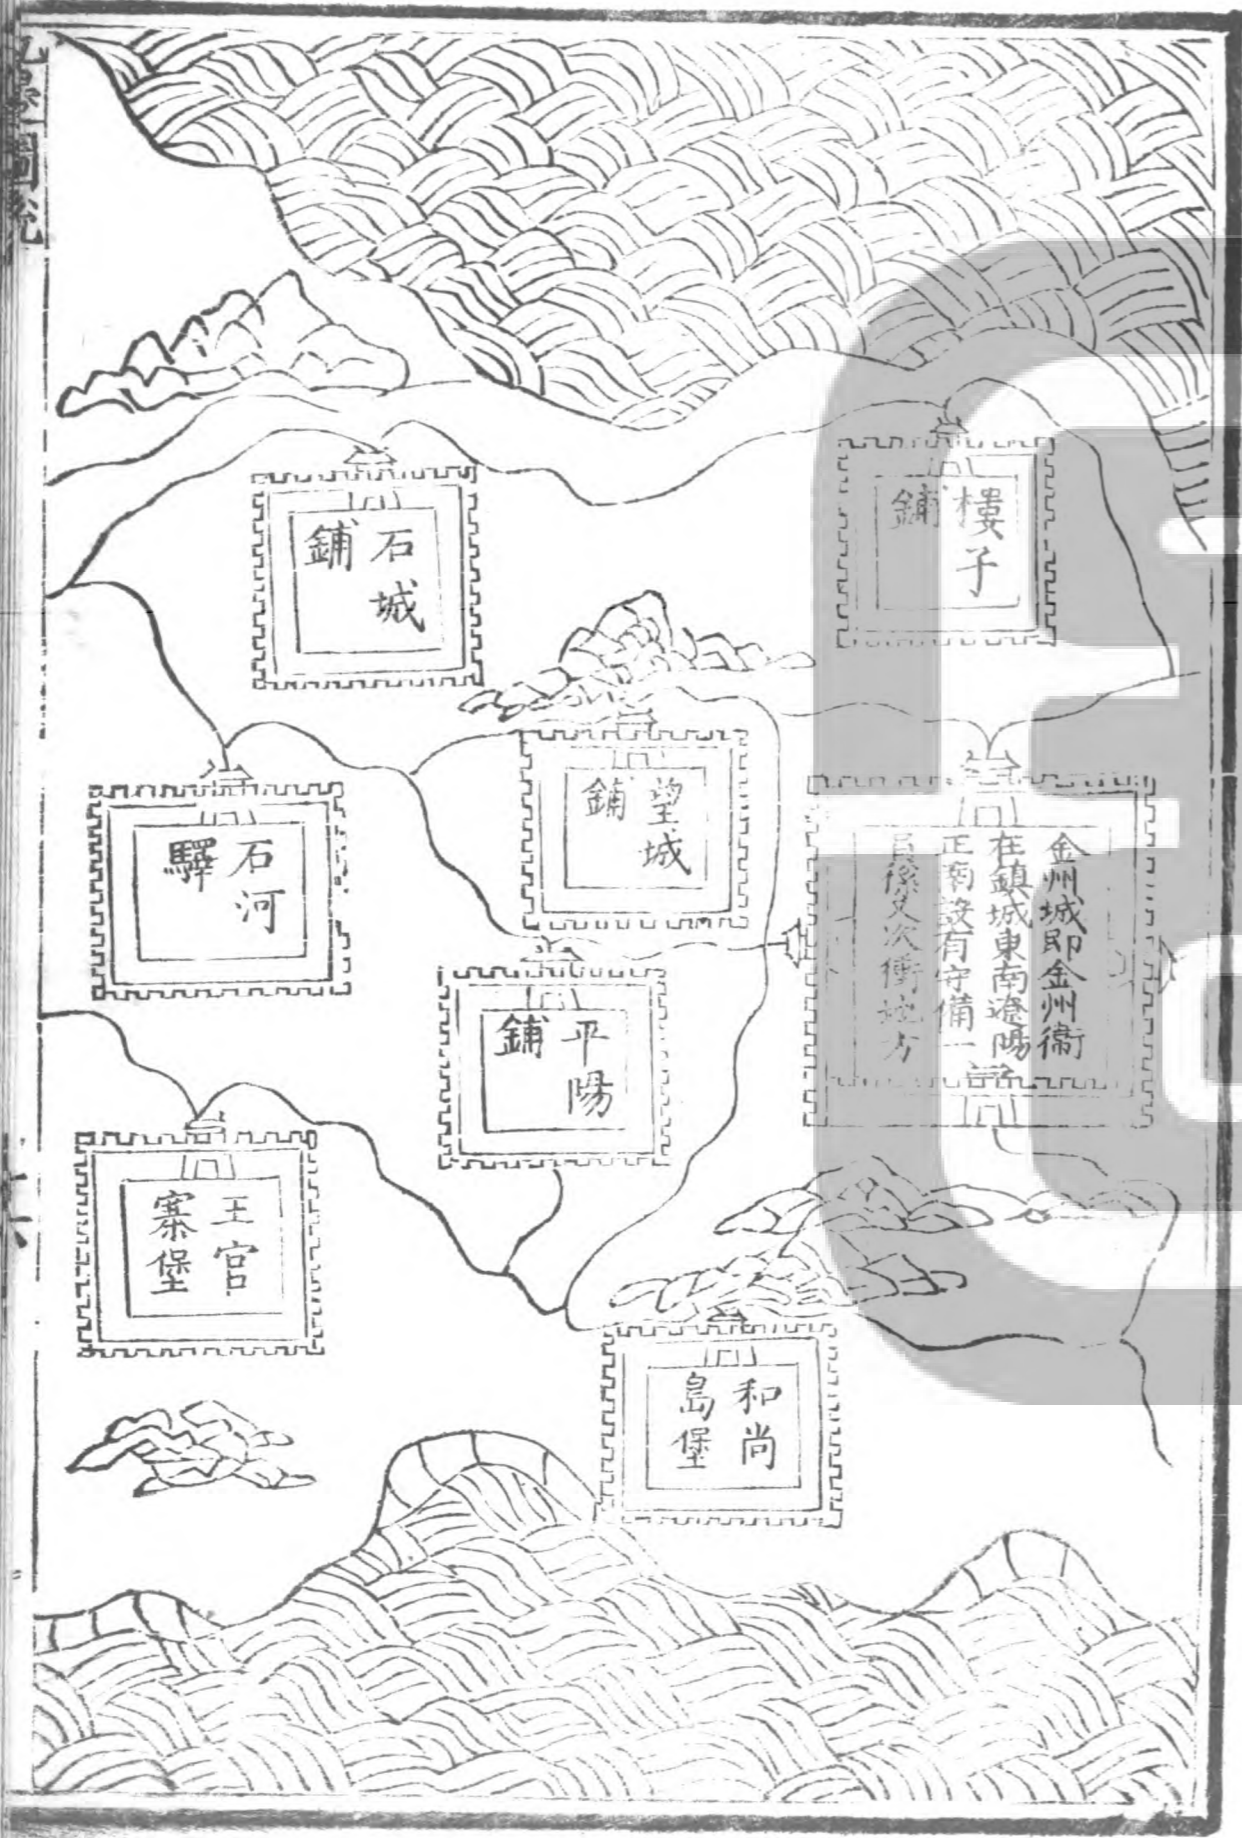 樓子
鋪
金州城即金州衛
在鎮城東南遼陽
正南設有守備一
員係又次衝地方
望城
鋪
和尚
島堡
石城
鋪
平陽
鋪
石河
驛
王官
寨堡
九邊圖說